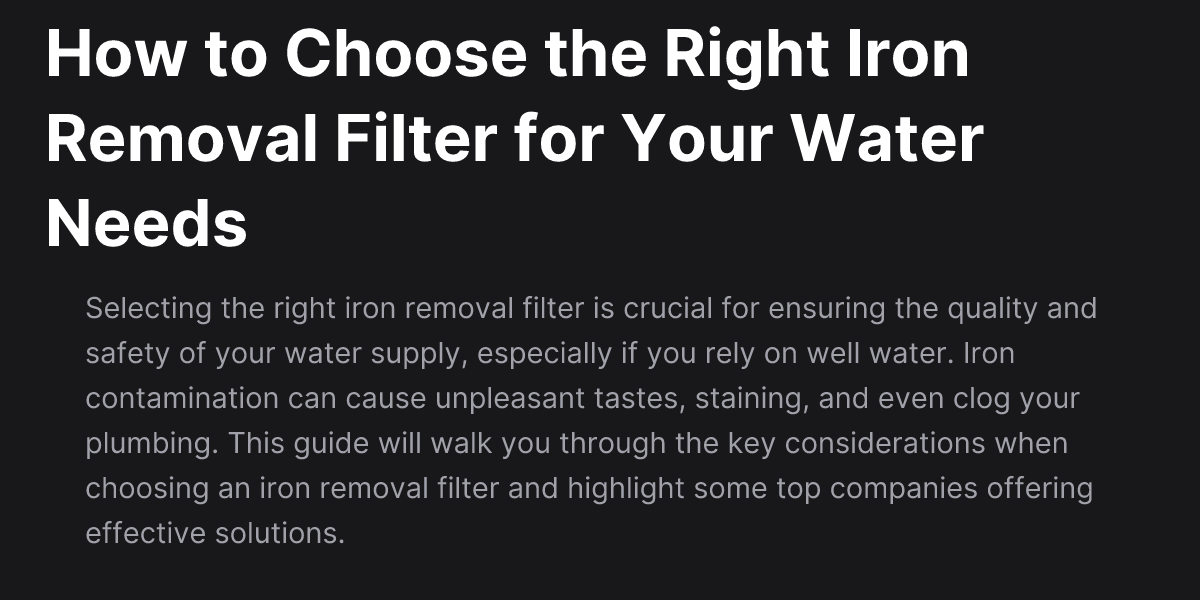 How to Choose the Right Iron
Removal Filter for Your Water
Needs
Selecting the right iron removal filter is crucial for ensuring the quality and
safety of your water supply, especially if you rely on well water. Iron
contamination can cause unpleasant tastes, staining, and even clog your
plumbing. This guide will walk you through the key considerations when
choosing an iron removal filter and highlight some top companies offering
effective solutions.